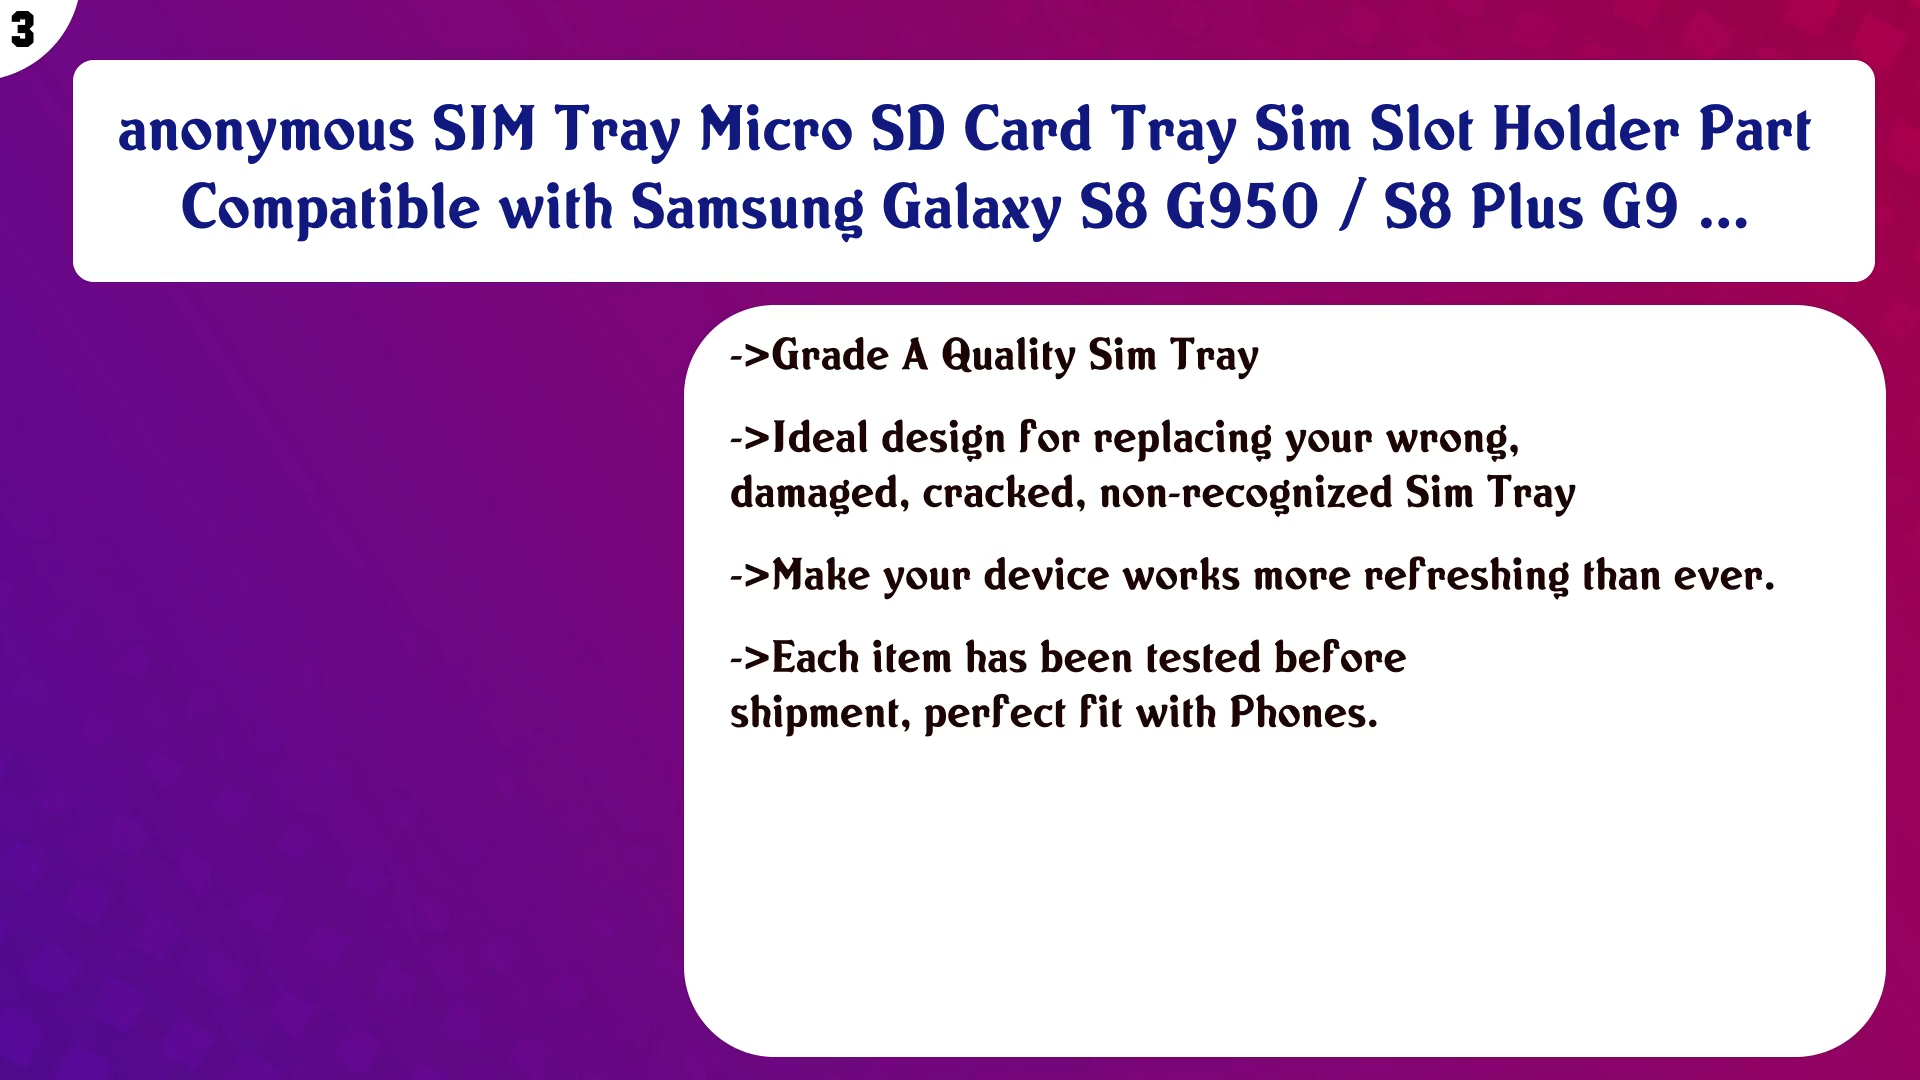 3
anonymous SIM Tray Micro SD Card Tray Sim Slot Holder Part
Compatible with Samsung Galaxy S8 G950 / S8 Plus G9 ...
->Grade A Quality Sim Tray
->Ideal design for replacing your wrong,
damaged, cracked, non-recognized Sim Tray
->Make your device works more refreshing than ever.
->Each item has been tested before
shipment, perfect fit with Phones.